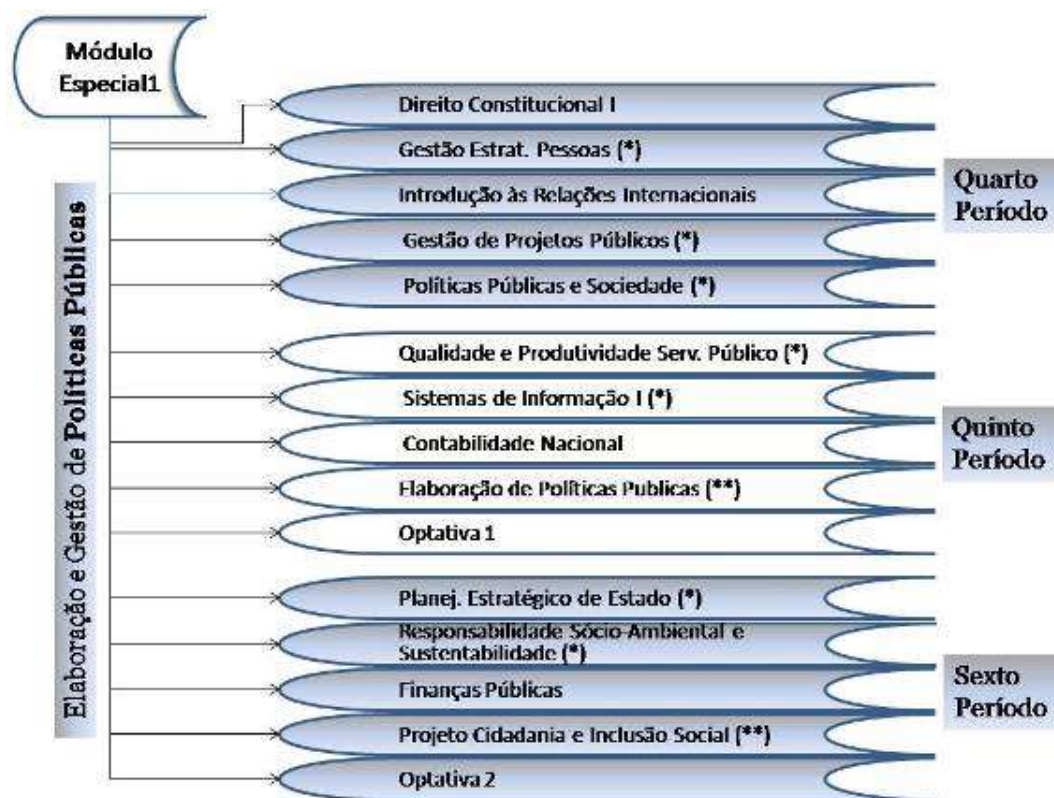 Módulo
Especial1
Elaboração e Gestão de Políticas Públicas
Direito Constitucional I
Gestão Estrat. Pessoas (*)
Introdução às Relações Internacionais
Gestão de Projetos Públicos (*)
Políticas Públicas e Sociedade (*)
Quarto
Período
Qualidade e Produtividade Serv. Público (*)
Sistemas de Informação I (*)
Contabilidade Nacional
Elaboração de Políticas Publicas (**)
Optativa 1
Quinto
Período
Planej. Estratégico de Estado (*)
Responsabilidade Sócio-Ambiental e
Sustentabilidade (*)
Finanças Públicas
Projeto Cidadania e Inclusão Social (**)
Optativa 2
Sexto
Período